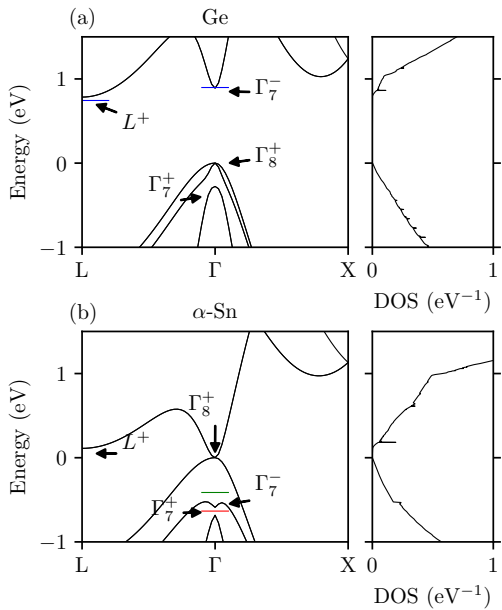 (a)
Ge
Energy (eV)
1
0
−1
L
Γ
X
L⁺
Γ₇⁻
Γ₈⁺
Γ₇⁺
0
1
DOS (eV⁻¹)
(b)
α-Sn
Energy (eV)
1
0
−1
L
Γ
X
L⁺
Γ₈⁺
Γ₇⁺
Γ₇⁻
0
1
DOS (eV⁻¹)